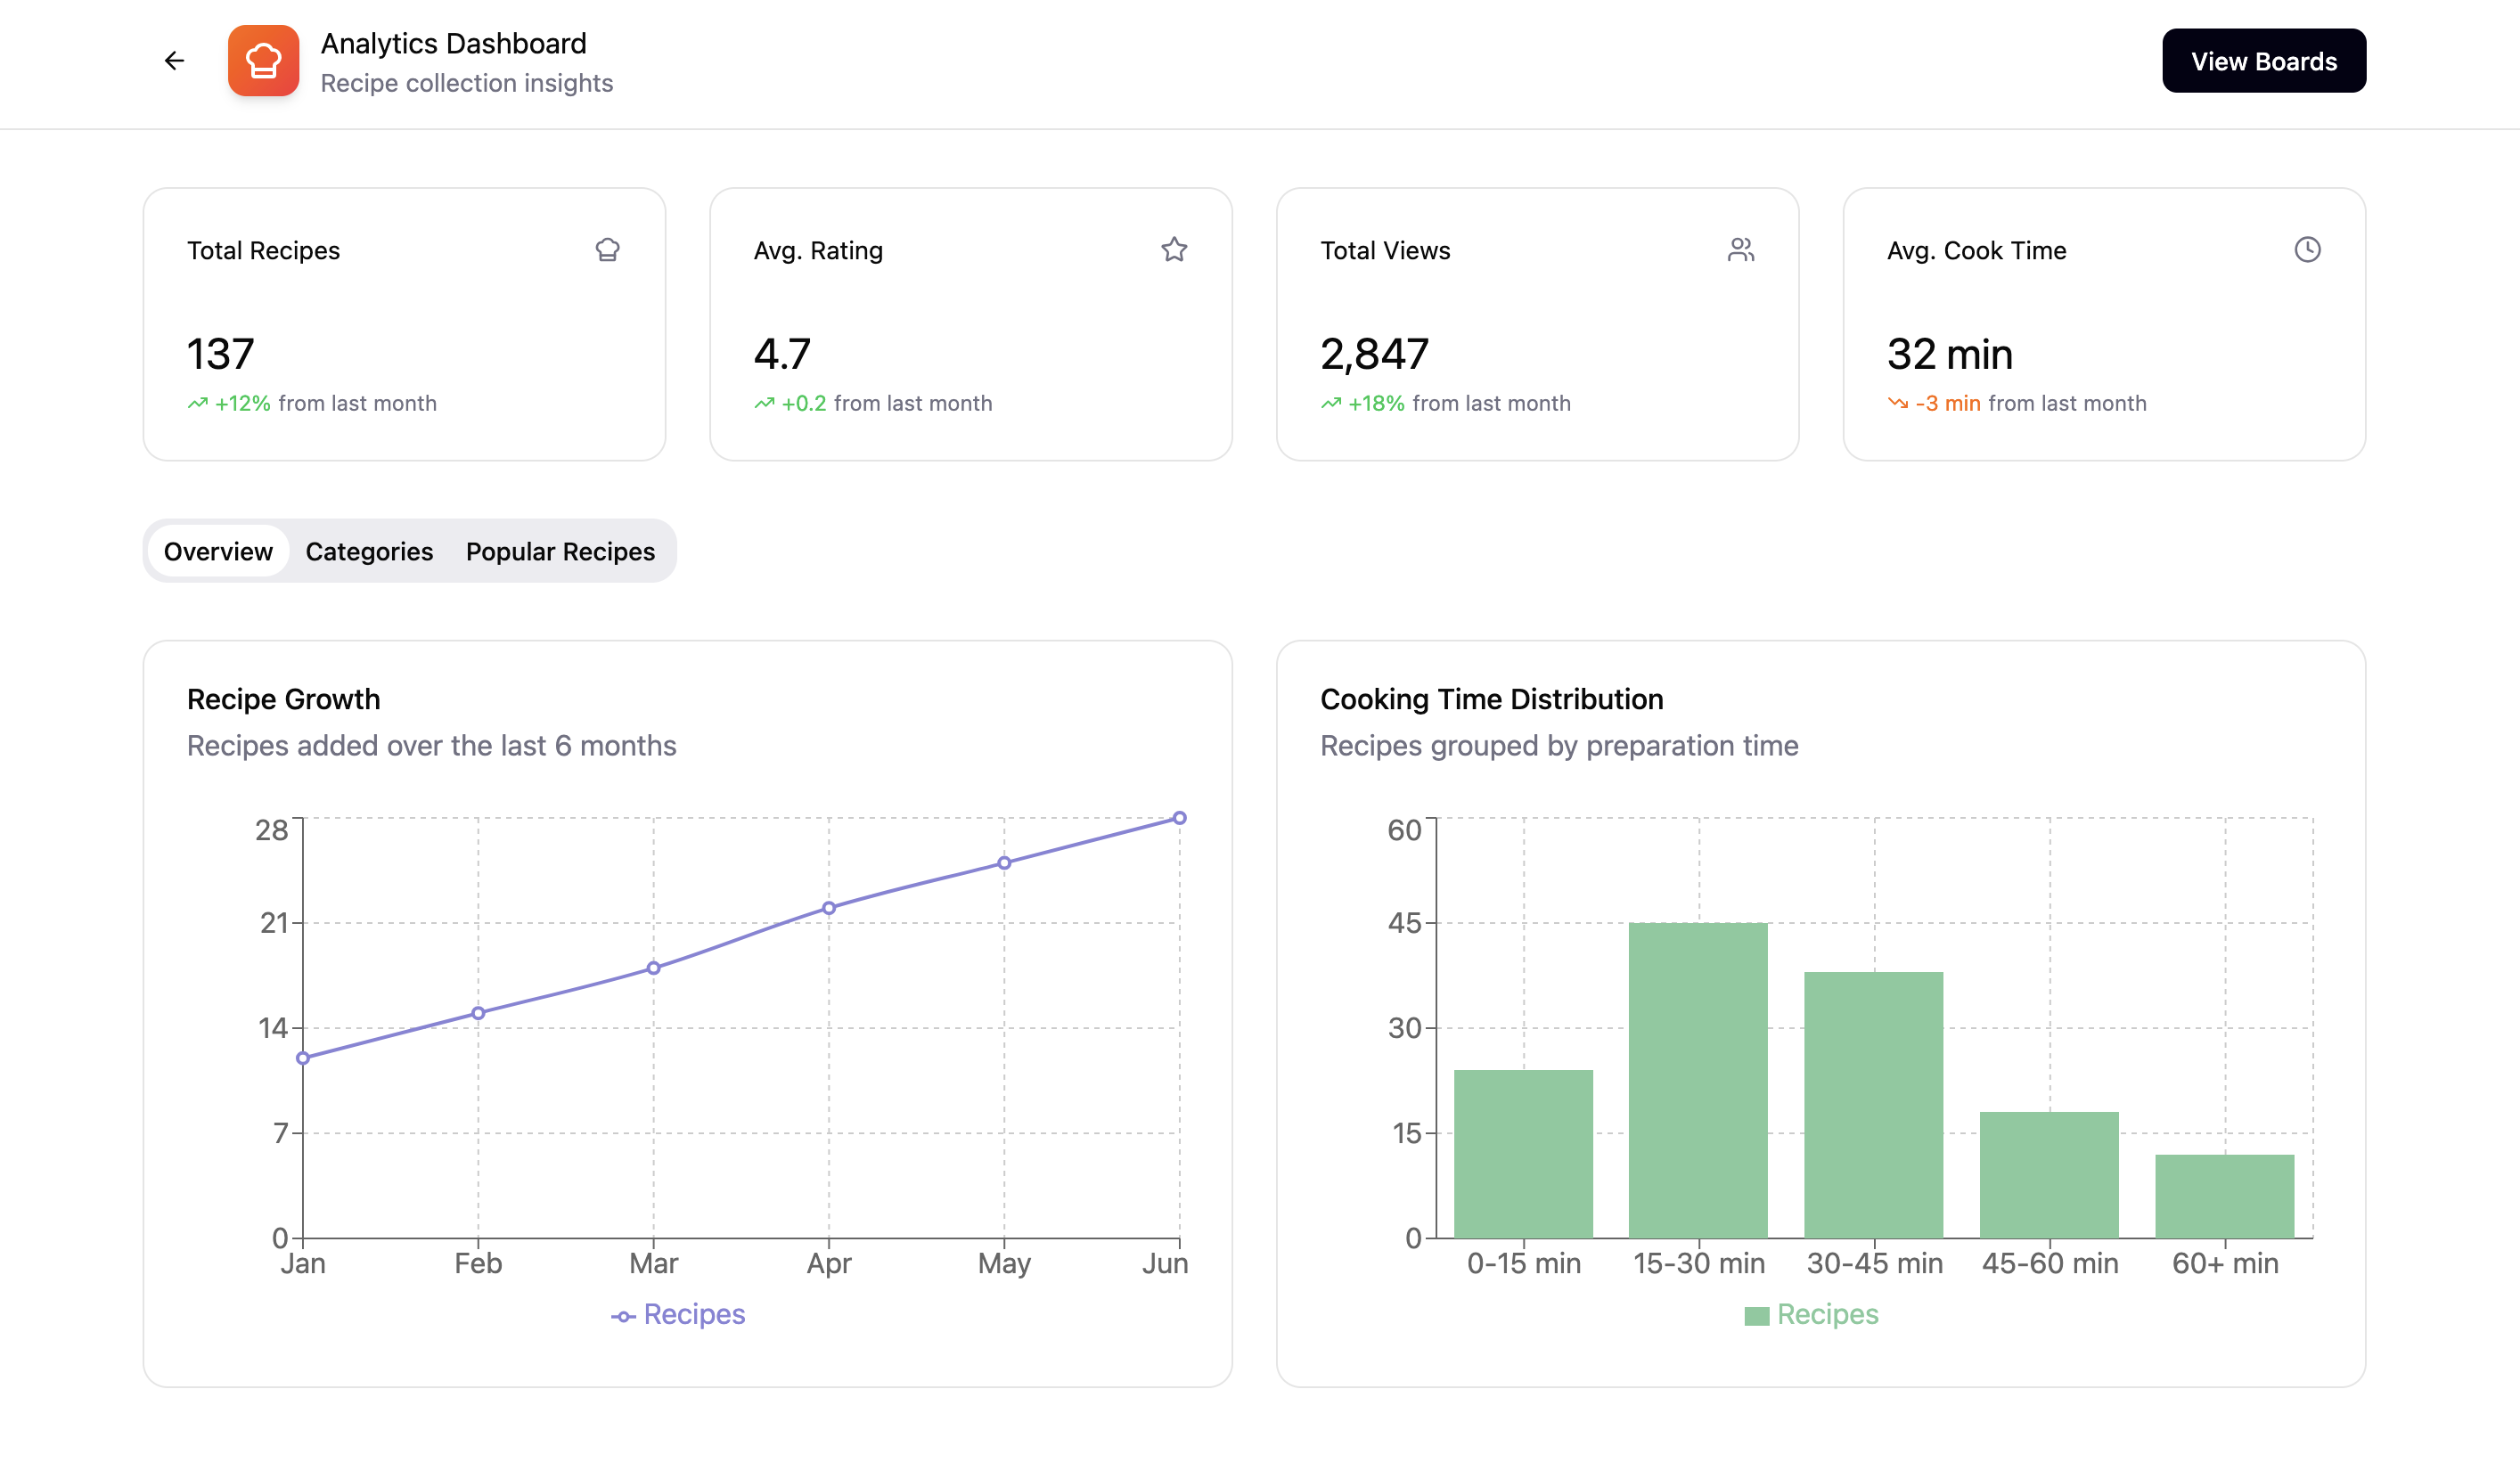 Analytics Dashboard
Recipe collection insights
View Boards
Total Recipes
137
+12% from last month
Avg. Rating
4.7
+0.2 from last month
Total Views
2,847
+18% from last month
Avg. Cook Time
32 min
-3 min from last month
Overview
Categories
Popular Recipes
Recipe Growth
Recipes added over the last 6 months
28
21
14
7
0
Jan
Feb
Mar
Apr
May
Jun
Recipes
Cooking Time Distribution
Recipes grouped by preparation time
60
45
30
15
0
0-15 min
15-30 min
30-45 min
45-60 min
60+ min
Recipes